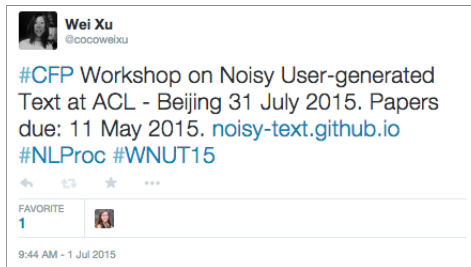 Wei Xu
@cocoweixu
#CFP Workshop on Noisy User-generated
Text at ACL - Beijing 31 July 2015. Papers
due: 11 May 2015. noisy-text.github.io
#NLProc #WNUT15
FAVORITE
1
9:44 AM - 1 Jul 2015